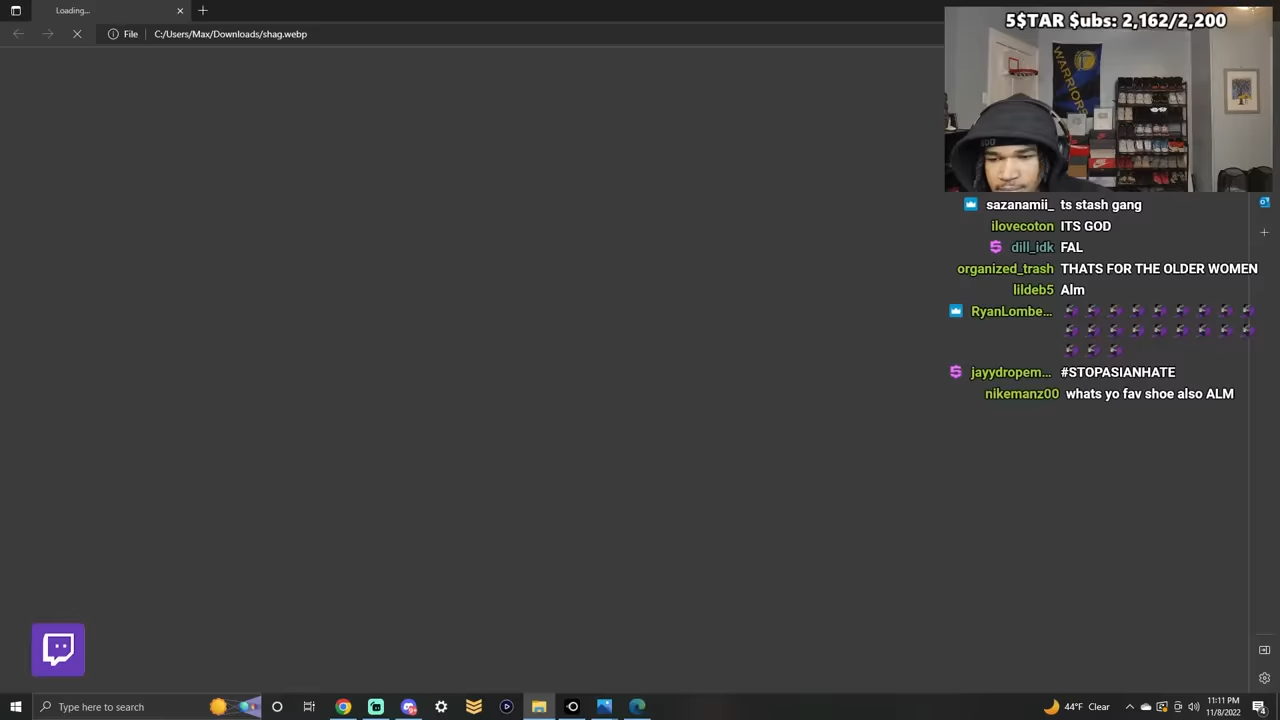 Loading...
File
C:/Users/Max/Downloads/shag.webp
5$TAR $ubs: 2,162/2,200
WARRIORS
sazanamii_ ts stash gang
ilovecoton ITS GOD
dill_idk FAL
organized_trash THATS FOR THE OLDER WOMEN
lildeb5 Alm
RyanLombe...
jayydropem... #STOPASIANHATE
nikemanz00 whats yo fav shoe also ALM
Type here to search
44°F Clear
11:11 PM
11/8/2022
4